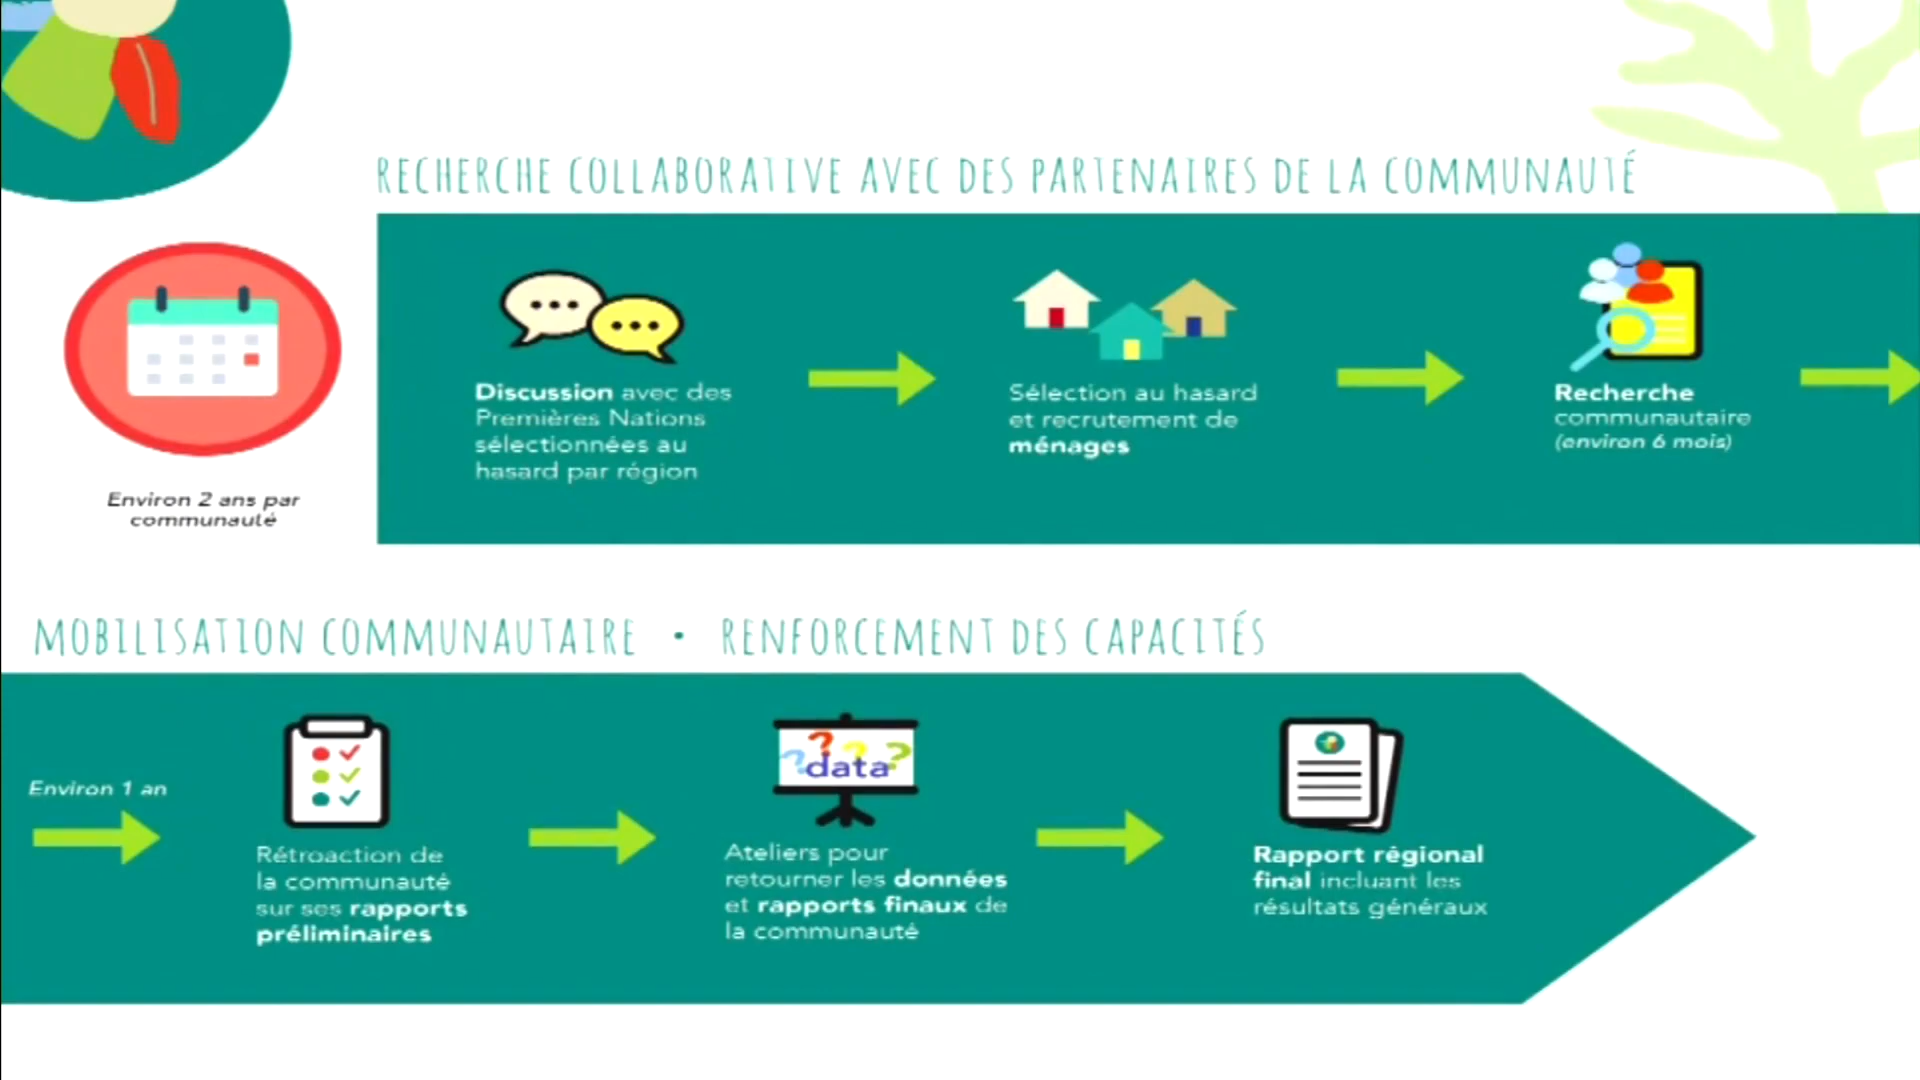 RECHERCHE COLLABORATIVE AVEC DES PARTENAIRES DE LA COMMUNAUTÉ
Environ 2 ans par
communauté
Discussion avec des
Premières Nations
sélectionnées au
hasard par région
Sélection au hasard
et recrutement de
ménages
Recherche
communautaire
(environ 6 mois)
MOBILISATION COMMUNAUTAIRE • RENFORCEMENT DES CAPACITÉS
Environ 1 an
Rétroaction de
la communauté
sur ses rapports
préliminaires
? ? ? ?
data
Ateliers pour
retourner les données
et rapports finaux de
la communauté
Rapport régional
final incluant les
résultats généraux